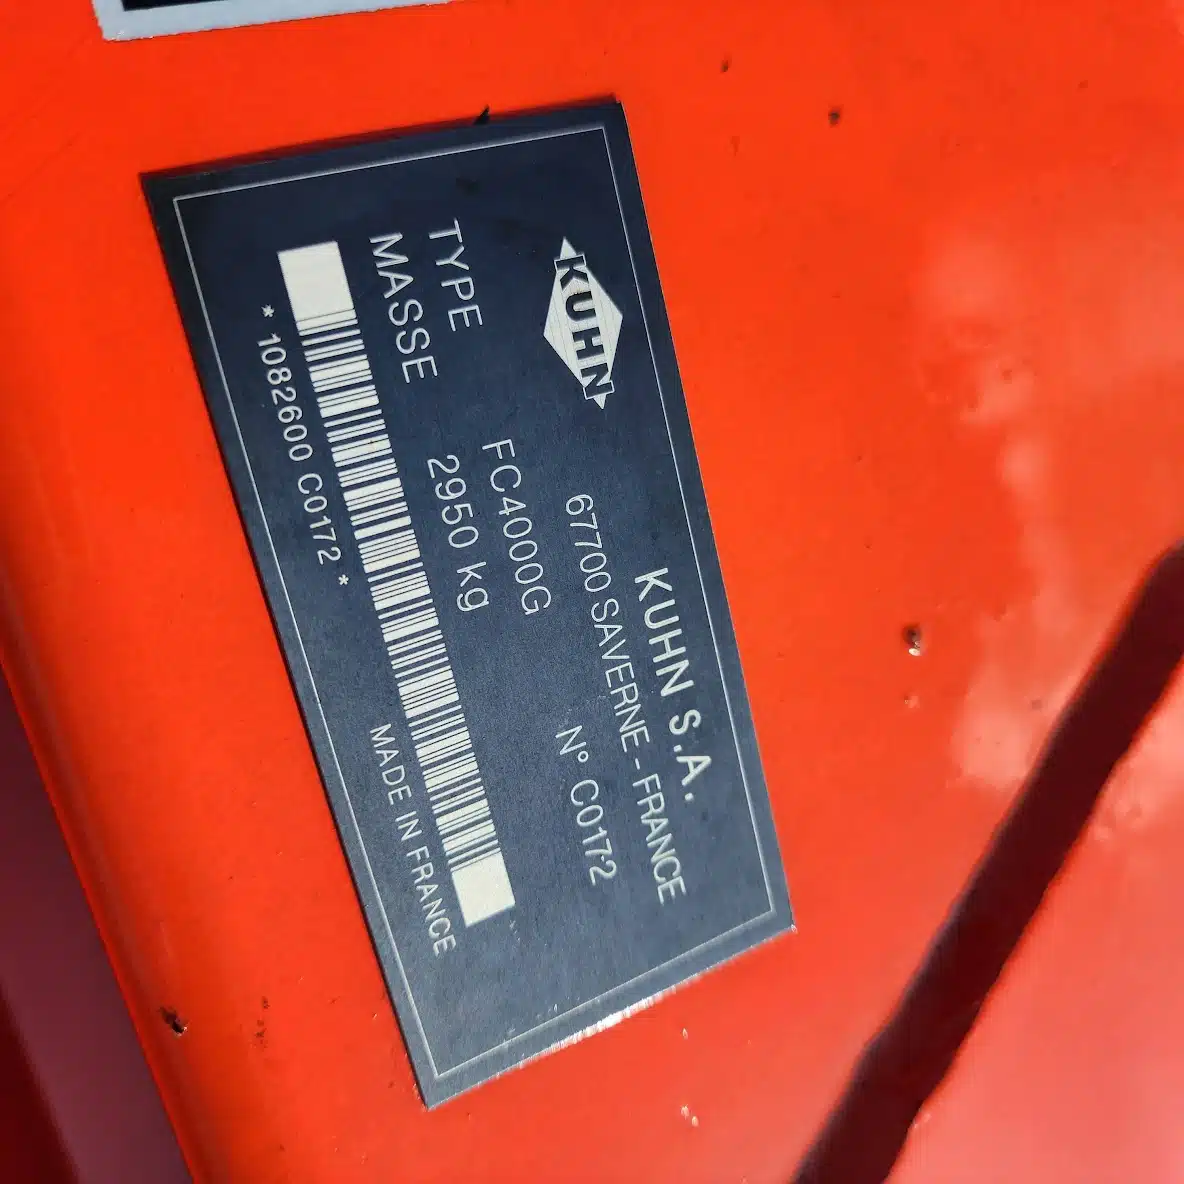 KUHN
KUHN S.A.
67700 SAVERNE - FRANCE
TYPE FC4000G N° C0172
MASSE 2950 kg
* 1082600 C0172 *
MADE IN FRANCE